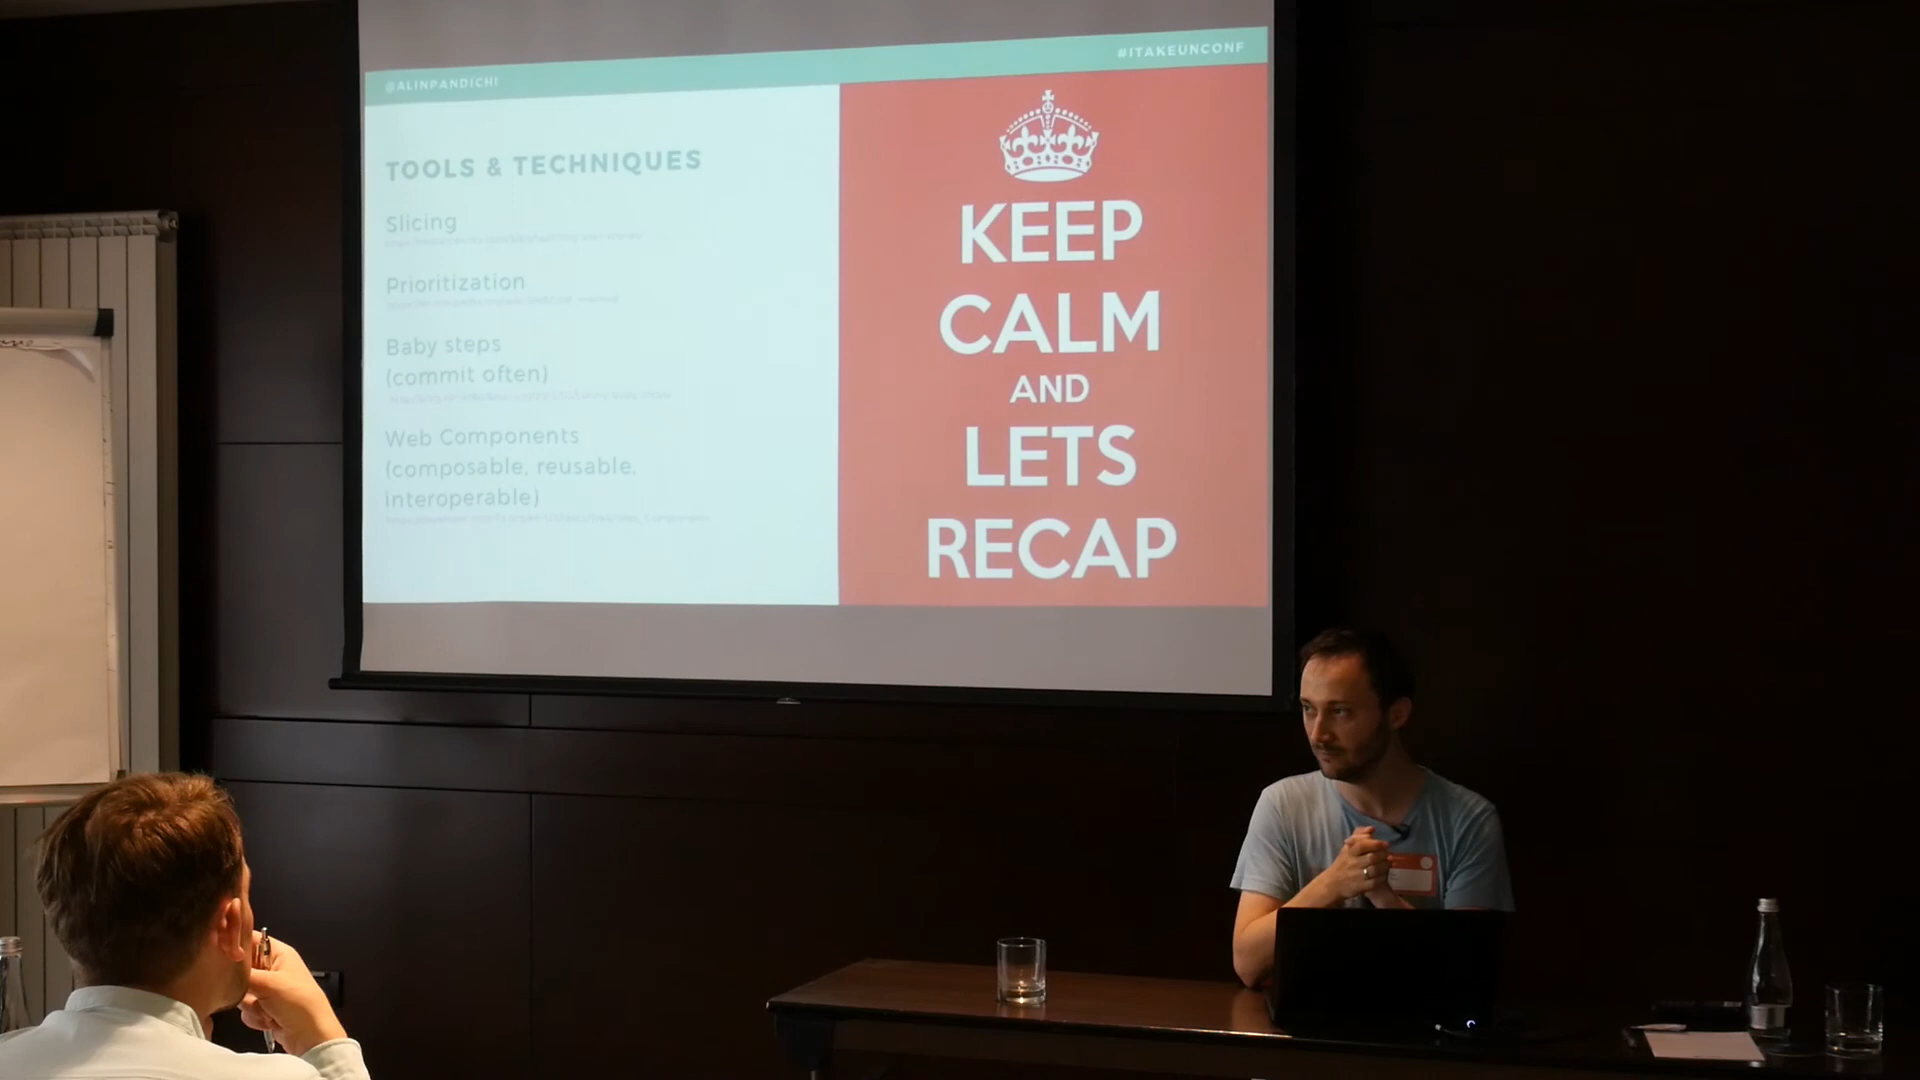 @ALINPANDICHI
#ITAKEUNCONF
TOOLS & TECHNIQUES
Slicing
Prioritization
Baby steps
(commit often)
Web Components
(composable, reusable,
interoperable)
KEEP
CALM
AND
LETS
RECAP